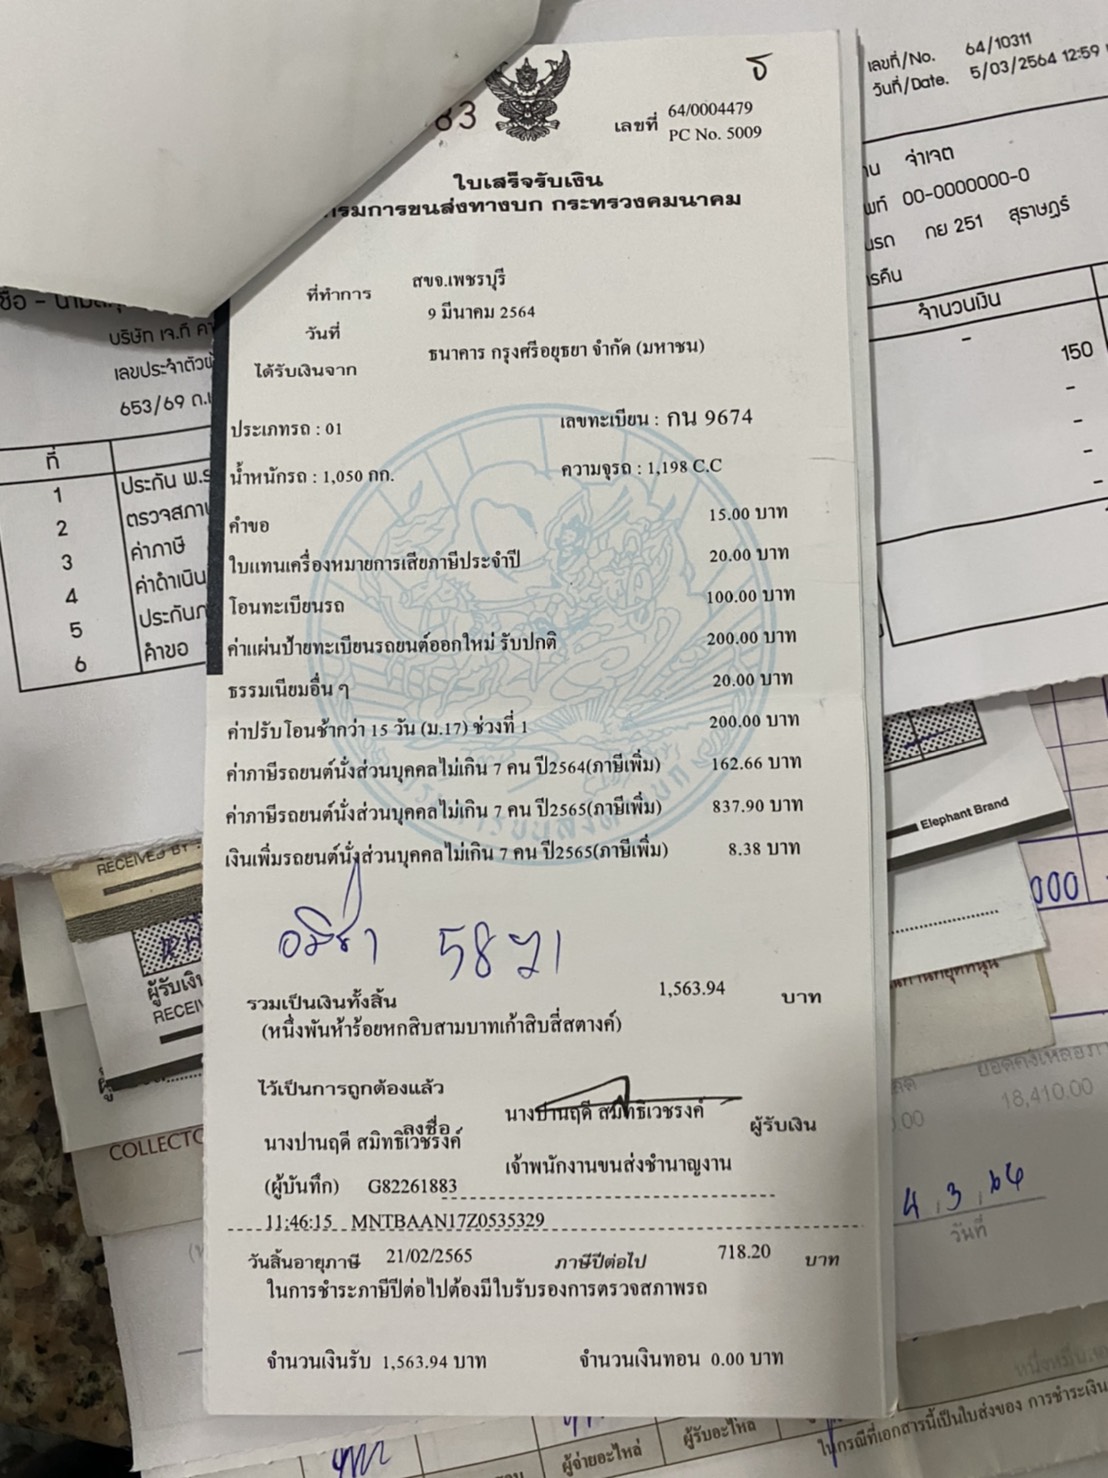 83
ธ
เลขที่ 64/0004479
PC No. 5009
ใบเสร็จรับเงิน
กรมการขนส่งทางบก กระทรวงคมนาคม
ที่ทำการ สขจ.เพชรบุรี
วันที่ 9 มีนาคม 2564
ได้รับเงินจาก ธนาคาร กรุงศรีอยุธยา จำกัด (มหาชน)
ประเภทรถ : 01 เลขทะเบียน : กน 9674
น้ำหนักรถ : 1,050 กก. ความจุรถ : 1,198 C.C
คำขอ 15.00 บาท
ใบแทนเครื่องหมายการเสียภาษีประจำปี 20.00 บาท
โอนทะเบียนรถ 100.00 บาท
ค่าแผ่นป้ายทะเบียนรถยนต์ออกใหม่ รับปกติ 200.00 บาท
ธรรมเนียมอื่น ๆ 20.00 บาท
ค่าปรับโอนช้ากว่า 15 วัน (ม.17) ช่วงที่ 1 200.00 บาท
ค่าภาษีรถยนต์นั่งส่วนบุคคลไม่เกิน 7 คน ปี2564(ภาษีเพิ่ม) 162.66 บาท
ค่าภาษีรถยนต์นั่งส่วนบุคคลไม่เกิน 7 คน ปี2565(ภาษีเพิ่ม) 837.90 บาท
เงินเพิ่มรถยนต์นั่งส่วนบุคคลไม่เกิน 7 คน ปี2565(ภาษีเพิ่ม) 8.38 บาท
รวมเป็นเงินทั้งสิ้น 1,563.94 บาท
(หนึ่งพันห้าร้อยหกสิบสามบาทเก้าสิบสี่สตางค์)
ไว้เป็นการถูกต้องแล้ว
ลงชื่อ นางปานฤดี สมิทธิเวชรงค์ ผู้รับเงิน
นางปานฤดี สมิทธิเวชรงค์ เจ้าพนักงานขนส่งชำนาญงาน
(ผู้บันทึก) G82261883
11:46:15 MNTBAAN17Z0535329
วันสิ้นอายุภาษี 21/02/2565 ภาษีปีต่อไป 718.20 บาท
ในการชำระภาษีปีต่อไปต้องมีใบรับรองการตรวจสภาพรถ
จำนวนเงินรับ 1,563.94 บาท จำนวนเงินทอน 0.00 บาท
เลขที่/No. 64/10311
วันที่/Date. 5/03/2564 12:59
จ่าเจต
00-0000000-0
กย 251 สุราษฎร์
จำนวนเงิน
-
150
-
-
-
-
บริษัท เจ.ที
เลขประจำตัว
653/69 ถ.
ที่
1 ประกัน พ.ร
2 ตรวจสภา
3 ค่าภาษี
4 ค่าดำเนิน
5 ประกันภ
6 คำขอ
Elephant Brand
RECEIVED BY
ผู้รับเงิน
RECEI
COLLECTO
000
18,410.00
4.3.64
วันที่
ผู้จ่ายอะไหล่
ผู้รับอะไหล่
ในกรณีที่เอกสารนี้เป็นใบส่งของ การชำระเงิน